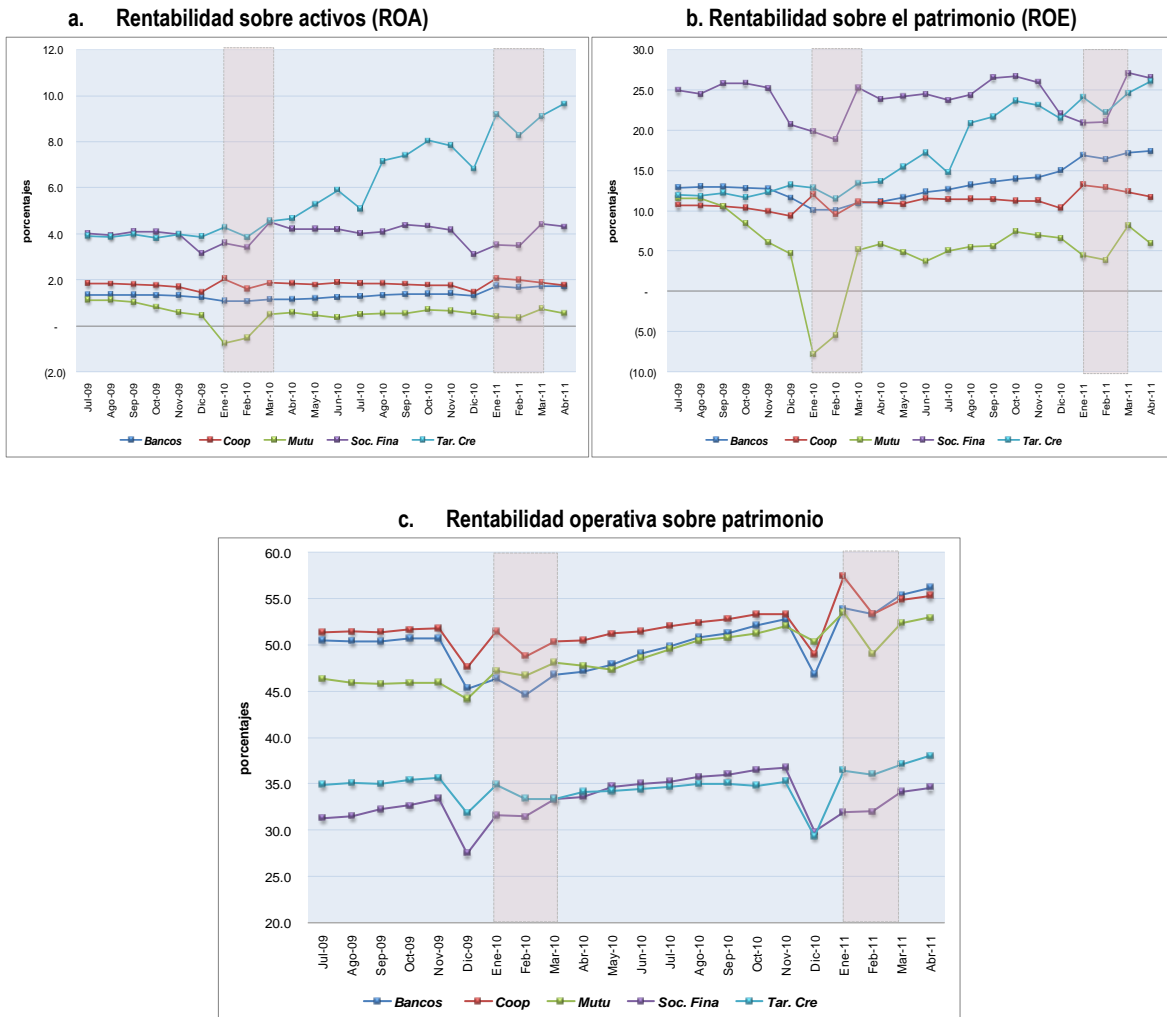 a. Rentabilidad sobre activos (ROA)
12.0
10.0
8.0
6.0
4.0
2.0
-
(2.0)
porcentajes
Jul-09
Ago-09
Sep-09
Oct-09
Nov-09
Dic-09
Ene-10
Feb-10
Mar-10
Abr-10
May-10
Jun-10
Jul-10
Ago-10
Sep-10
Oct-10
Nov-10
Dic-10
Ene-11
Feb-11
Mar-11
Abr-11
Bancos Coop Mutu Soc. Fina Tar. Cre
b. Rentabilidad sobre el patrimonio (ROE)
30.0
25.0
20.0
15.0
10.0
5.0
-
(5.0)
(10.0)
porcentajes
Jul-09
Ago-09
Sep-09
Oct-09
Nov-09
Dic-09
Ene-10
Feb-10
Mar-10
Abr-10
May-10
Jun-10
Jul-10
Ago-10
Sep-10
Oct-10
Nov-10
Dic-10
Ene-11
Feb-11
Mar-11
Abr-11
Bancos Coop Mutu Soc. Fina Tar. Cre
c. Rentabilidad operativa sobre patrimonio
60.0
55.0
50.0
45.0
40.0
35.0
30.0
25.0
20.0
porcentajes
Jul-09
Ago-09
Sep-09
Oct-09
Nov-09
Dic-09
Ene-10
Feb-10
Mar-10
Abr-10
May-10
Jun-10
Jul-10
Ago-10
Sep-10
Oct-10
Nov-10
Dic-10
Ene-11
Feb-11
Mar-11
Abr-11
Bancos Coop Mutu Soc. Fina Tar. Cre